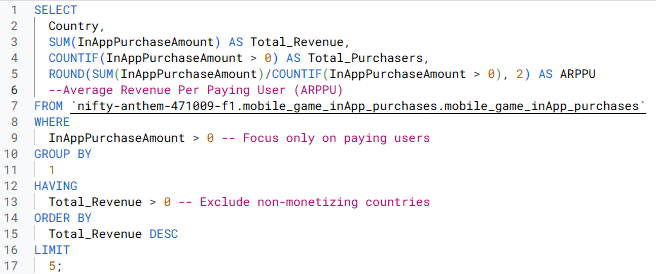 1 SELECT
2 Country,
3 SUM(InAppPurchaseAmount) AS Total_Revenue,
4 COUNTIF(InAppPurchaseAmount > 0) AS Total_Purchasers,
5 ROUND(SUM(InAppPurchaseAmount)/COUNTIF(InAppPurchaseAmount > 0), 2) AS ARPPU
6 --Average Revenue Per Paying User (ARPPU)
7 FROM `nifty-anthem-471009-f1.mobile_game_inApp_purchases.mobile_game_inApp_purchases`
8 WHERE
9 InAppPurchaseAmount > 0 -- Focus only on paying users
10 GROUP BY
11 1
12 HAVING
13 Total_Revenue > 0 -- Exclude non-monetizing countries
14 ORDER BY
15 Total_Revenue DESC
16 LIMIT
17 5;